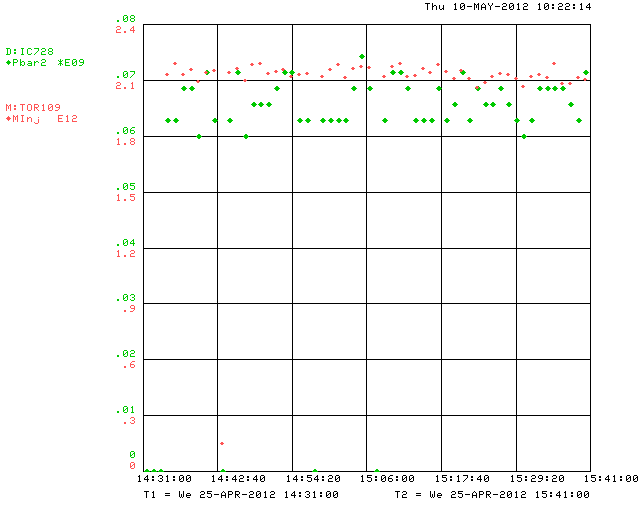 Thu 10-MAY-2012 10:22:14
.08
2.4
D:IC728
Pbar2 *E09
.07
2.1
M:TOR109
MInj E12
.06
1.8
.05
1.5
.04
1.2
.03
.9
.02
.6
.01
.3
0
0
14:31:00 14:42:40 14:54:20 15:06:00 15:17:40 15:29:20 15:41:00
T1 = We 25-APR-2012 14:31:00 T2 = We 25-APR-2012 15:41:00